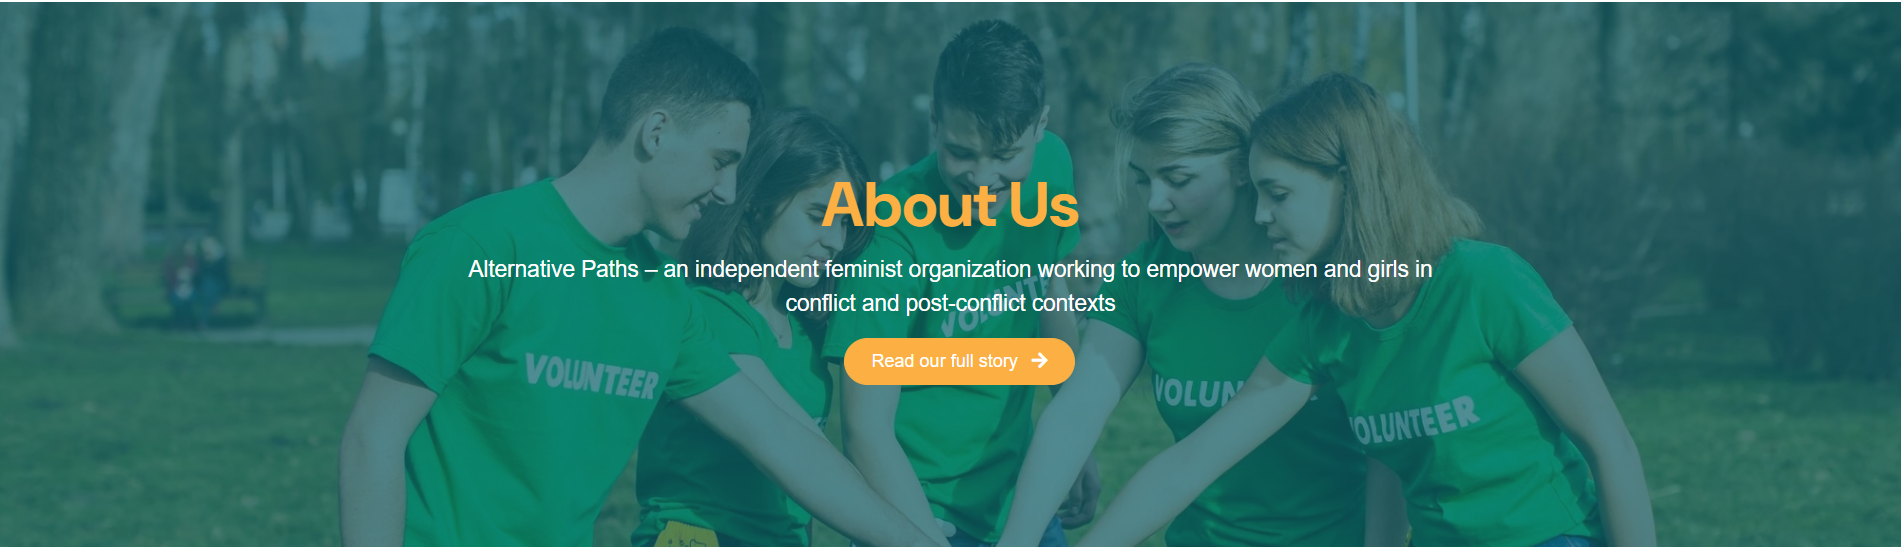 About Us
Alternative Paths – an independent feminist organization working to empower women and girls in
conflict and post-conflict contexts
Read our full story
VOLUNTEER
VOLUNTE
VOLUN
VOLUNTEER